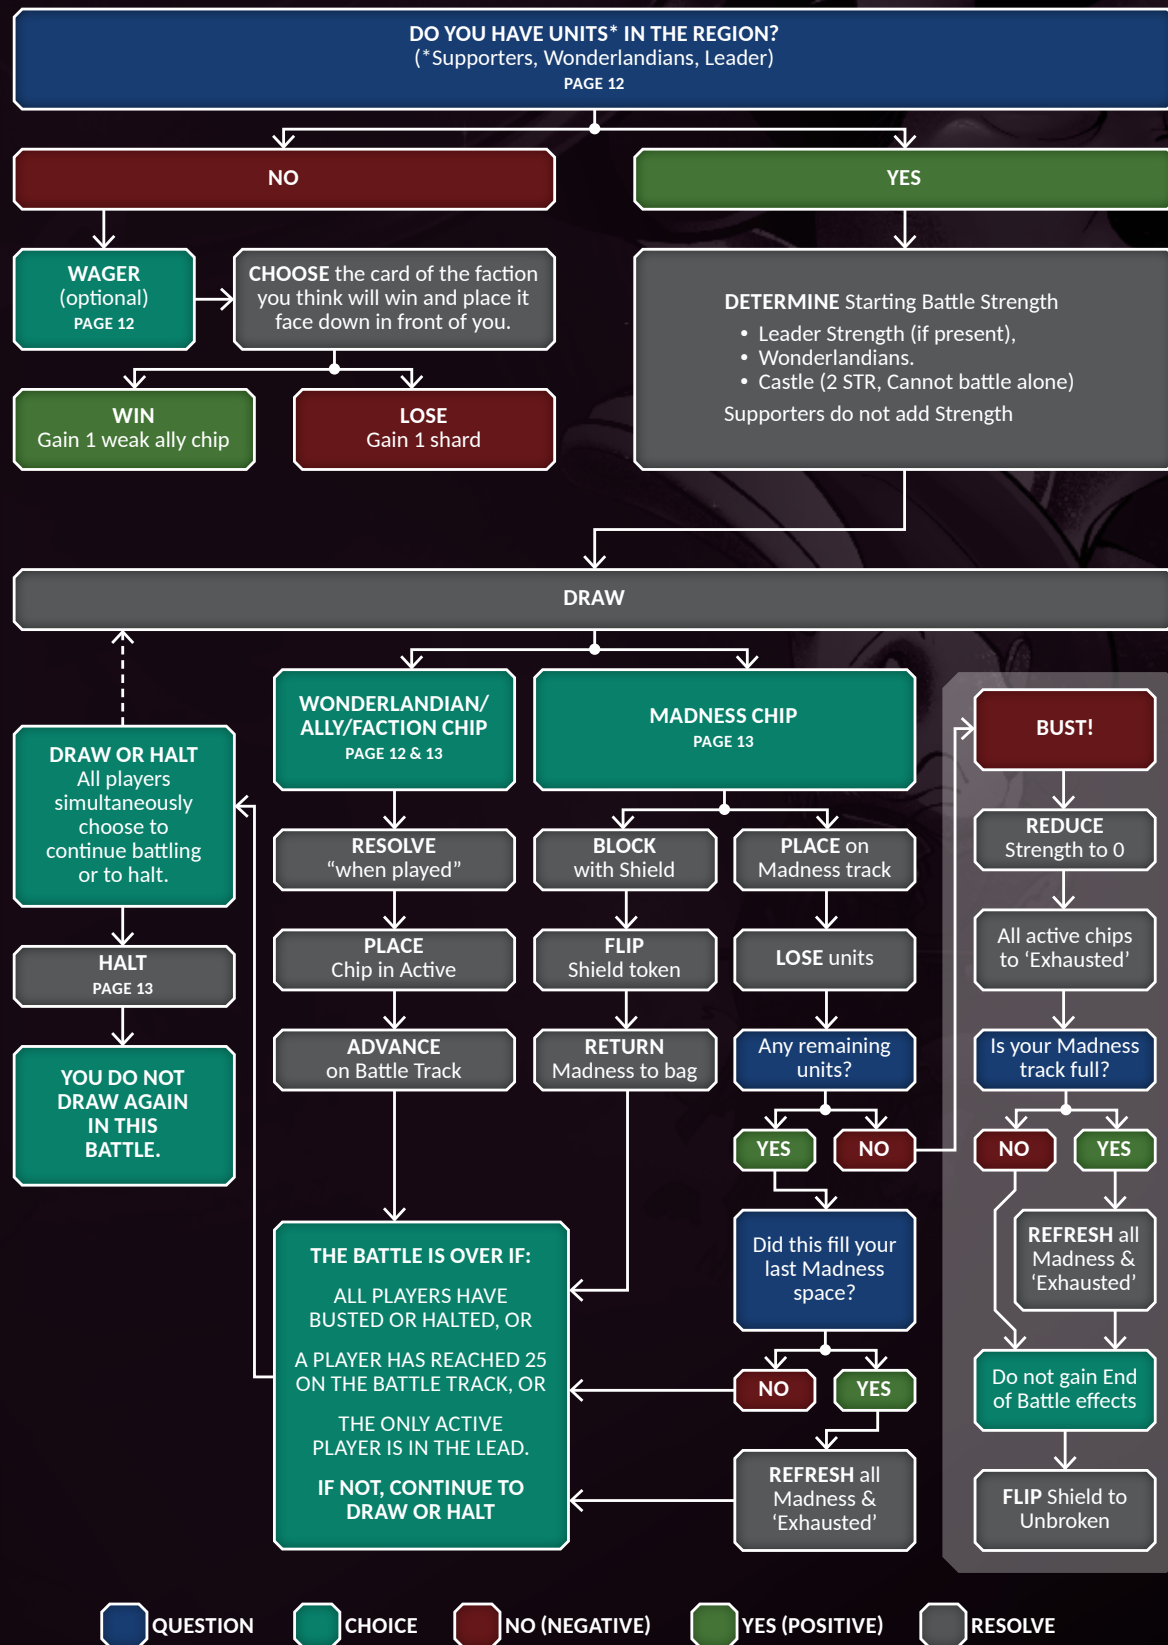 DO YOU HAVE UNITS* IN THE REGION?
(*Supporters, Wonderlandians, Leader)
PAGE 12
NO
YES
WAGER
(optional)
PAGE 12
CHOOSE the card of the faction
you think will win and place it
face down in front of you.
WIN
Gain 1 weak ally chip
LOSE
Gain 1 shard
DETERMINE Starting Battle Strength
• Leader Strength (if present),
• Wonderlandians.
• Castle (2 STR, Cannot battle alone)
Supporters do not add Strength
DRAW
DRAW OR HALT
All players
simultaneously
choose to
continue battling
or to halt.
HALT
PAGE 13
YOU DO NOT
DRAW AGAIN
IN THIS
BATTLE.
WONDERLANDIAN/
ALLY/FACTION CHIP
PAGE 12 & 13
RESOLVE
“when played”
PLACE
Chip in Active
ADVANCE
on Battle Track
MADNESS CHIP
PAGE 13
BLOCK
with Shield
FLIP
Shield token
RETURN
Madness to bag
PLACE on
Madness track
LOSE units
Any remaining
units?
YES
NO
Did this fill your
last Madness
space?
NO
YES
REFRESH all
Madness &
‘Exhausted’
THE BATTLE IS OVER IF:
ALL PLAYERS HAVE
BUSTED OR HALTED, OR
A PLAYER HAS REACHED 25
ON THE BATTLE TRACK, OR
THE ONLY ACTIVE
PLAYER IS IN THE LEAD.
IF NOT, CONTINUE TO
DRAW OR HALT
BUST!
REDUCE
Strength to 0
All active chips
to ‘Exhausted’
Is your Madness
track full?
NO
YES
REFRESH all
Madness &
‘Exhausted’
Do not gain End
of Battle effects
FLIP Shield to
Unbroken
QUESTION
CHOICE
NO (NEGATIVE)
YES (POSITIVE)
RESOLVE